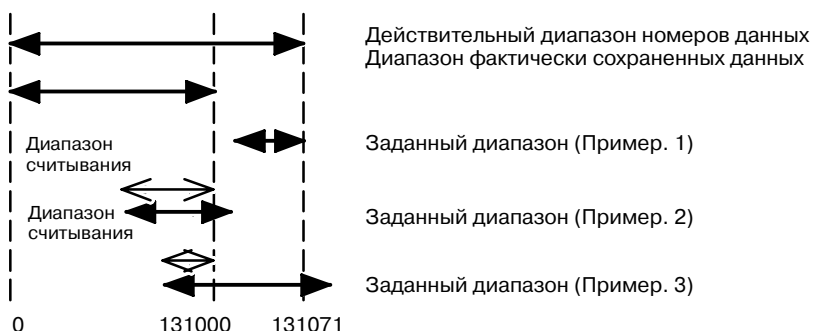 Действительный диапазон номеров данных
Диапазон фактически сохраненных данных
Диапазон
считывания
Заданный диапазон (Пример. 1)
Диапазон
считывания
Заданный диапазон (Пример. 2)
Заданный диапазон (Пример. 3)
0 131000 131071